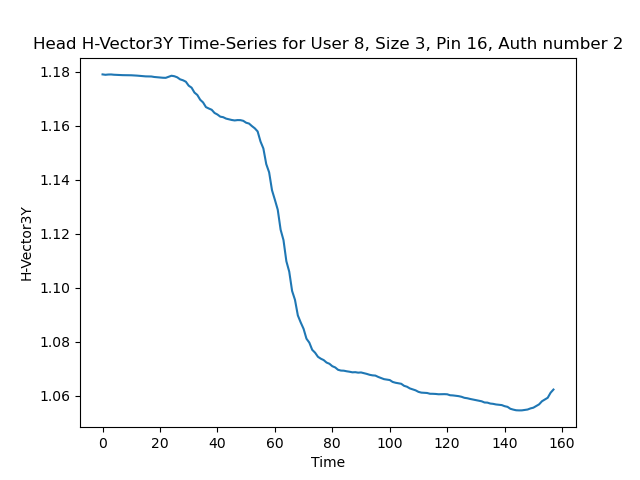 Head H-Vector3Y Time-Series for User 8, Size 3, Pin 16, Auth number 2
1.18
1.16
1.14
1.12
1.10
1.08
1.06
H-Vector3Y
0 20 40 60 80 100 120 140 160
Time